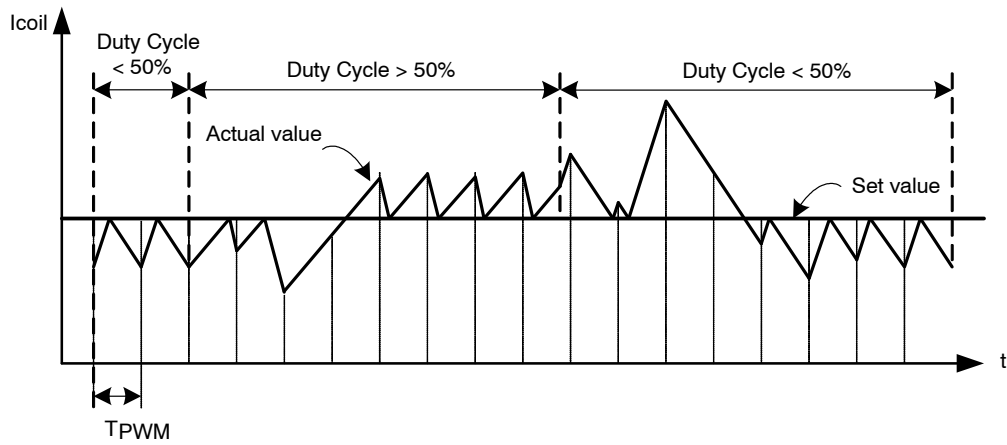 Icoil
Duty Cycle
< 50%
Duty Cycle > 50%
Duty Cycle < 50%
Actual value
Set value
t
TPWM